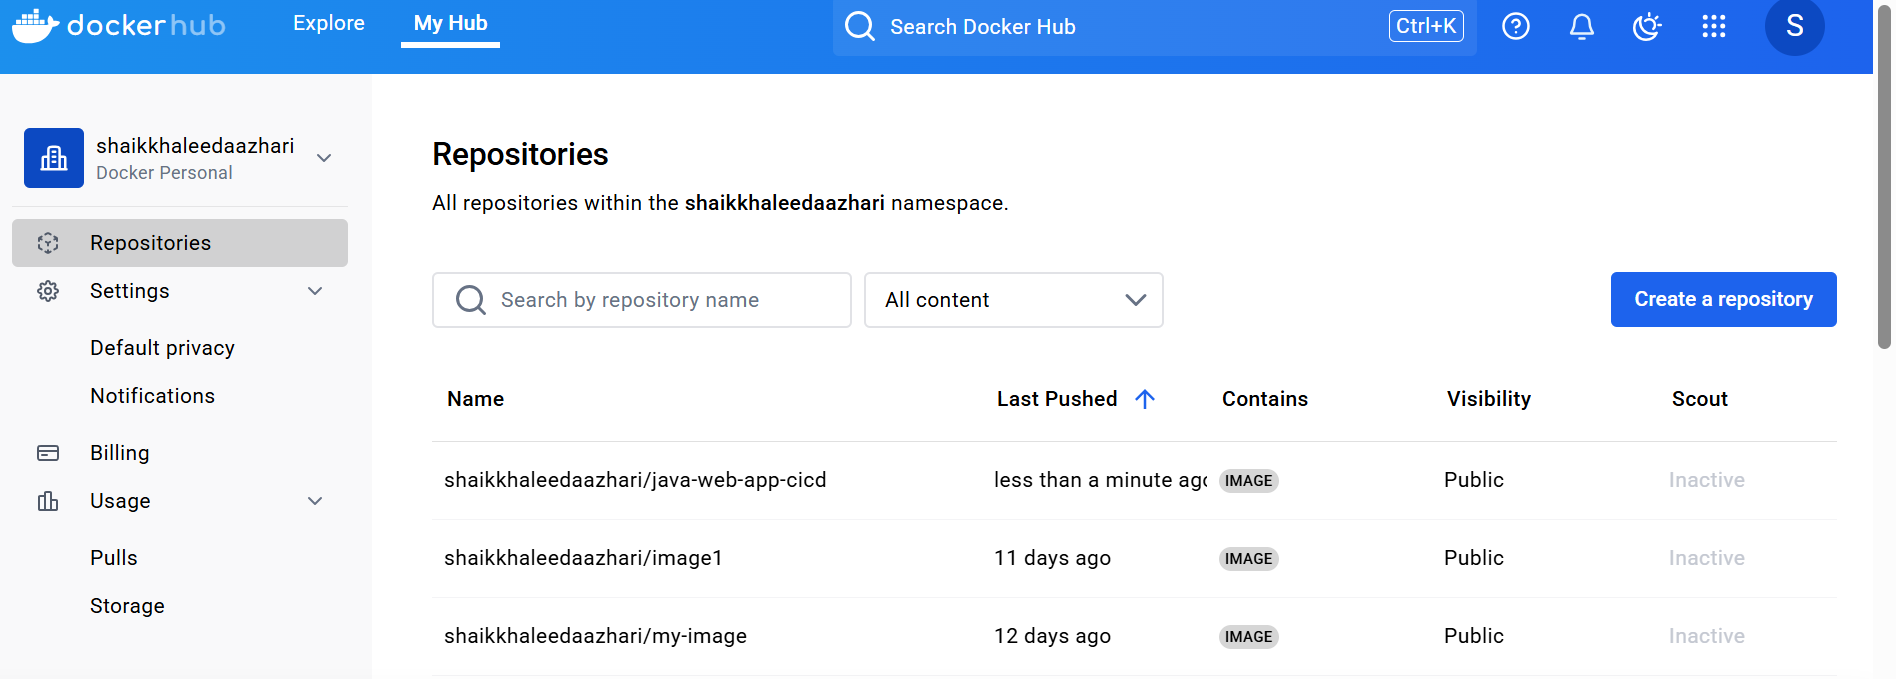 dockerhub Explore My Hub Search Docker Hub Ctrl+K S
shaikkhaleedaazhari
Docker Personal
Repositories
Settings
Default privacy
Notifications
Billing
Usage
Pulls
Storage
Repositories
All repositories within the shaikkhaleedaazhari namespace.
Search by repository name All content Create a repository
Name Last Pushed Contains Visibility Scout
shaikkhaleedaazhari/java-web-app-cicd less than a minute ago IMAGE Public Inactive
shaikkhaleedaazhari/image1 11 days ago IMAGE Public Inactive
shaikkhaleedaazhari/my-image 12 days ago IMAGE Public Inactive